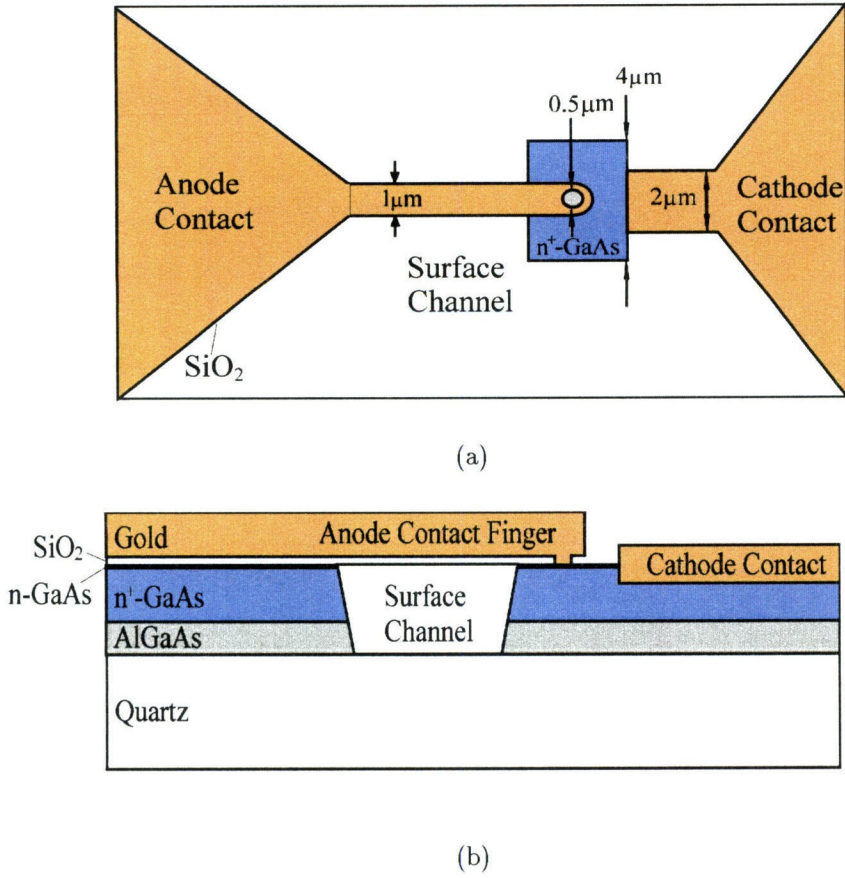 4μm
0.5μm
Anode
Contact
1μm
2μm
Cathode
Contact
n⁺-GaAs
Surface
Channel
SiO₂
(a)
Gold
Anode Contact Finger
SiO₂
Cathode Contact
n-GaAs
n⁺-GaAs
Surface
Channel
AlGaAs
Quartz
(b)